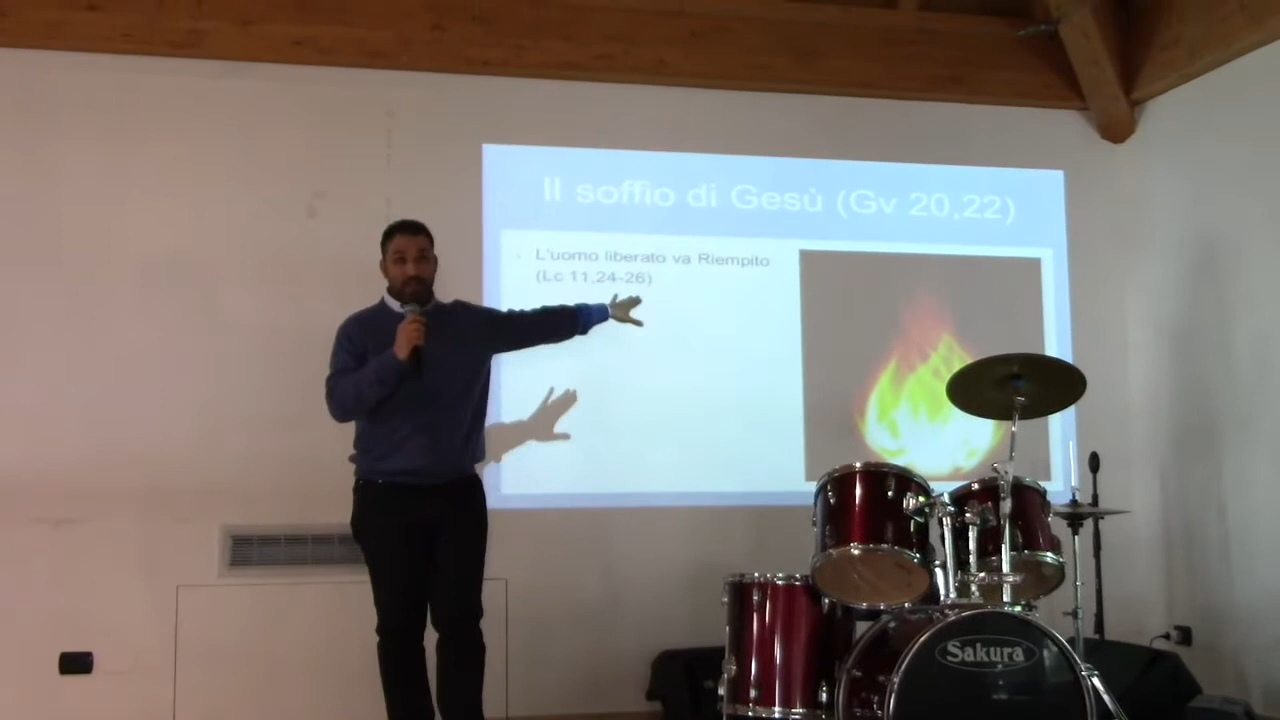 Il soffio di Gesù (Gv 20,22)
L'uomo liberato va Riempito
(Lc 11,24-26)
Sakura